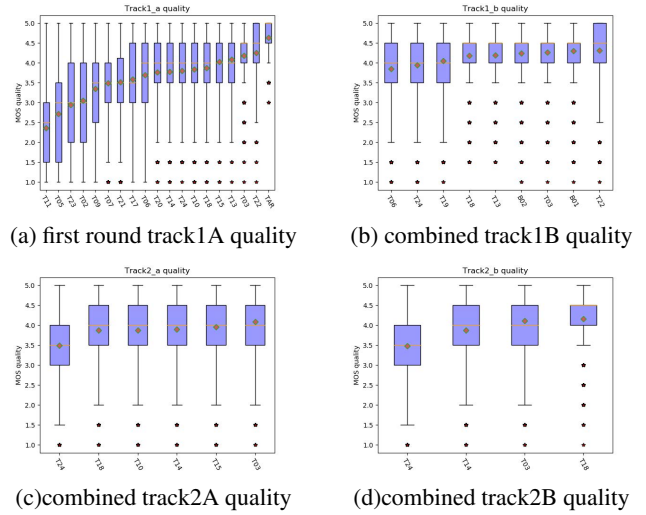 Track1_a quality
MOS quality
5.0
4.5
4.0
3.5
3.0
2.5
2.0
1.5
1.0
T11 T05 T23 T02 T09 T07 T21 T17 T06 T20 T14 T24 T10 T18 T15 T13 T03 T22 TAR
(a) first round track1A quality
Track1_b quality
MOS quality
5.0
4.5
4.0
3.5
3.0
2.5
2.0
1.5
1.0
T06 T24 T19 T18 T13 B02 T03 B01 T22
(b) combined track1B quality
Track2_a quality
MOS quality
5.0
4.5
4.0
3.5
3.0
2.5
2.0
1.5
1.0
T24 T18 T10 T14 T15 T03
(c)combined track2A quality
Track2_b quality
MOS quality
5.0
4.5
4.0
3.5
3.0
2.5
2.0
1.5
1.0
T24 T14 T03 T18
(d)combined track2B quality